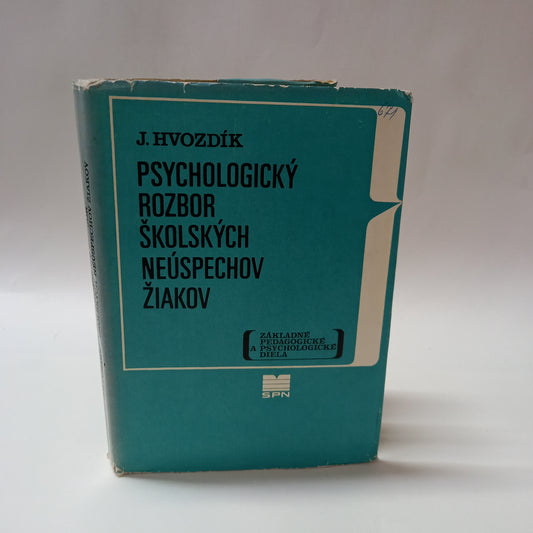 J. HVOZDÍK
PSYCHOLOGICKÝ
ROZBOR
ŠKOLSKÝCH
NEÚSPECHOV
ŽIAKOV
ZÁKLADNÉ
PEDAGOGICKÉ
A PSYCHOLOGICKÉ
DIELA
SPN